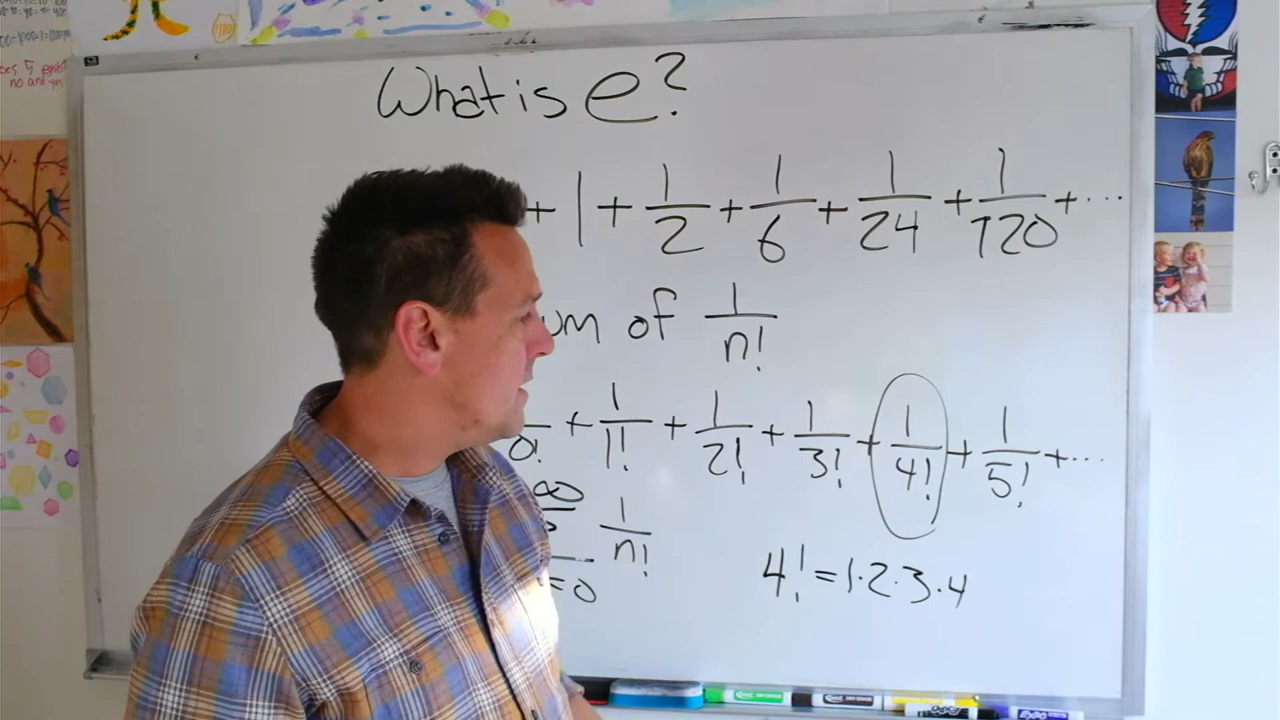 What is e?
+ 1 + 1/2 + 1/6 + 1/24 + 1/120 + ...
um of 1/n!
0! + 1/1! + 1/2! + 1/3! + 1/4! + 1/5! + ...
∞
1/n!
=0
4! = 1·2·3·4
EXPO